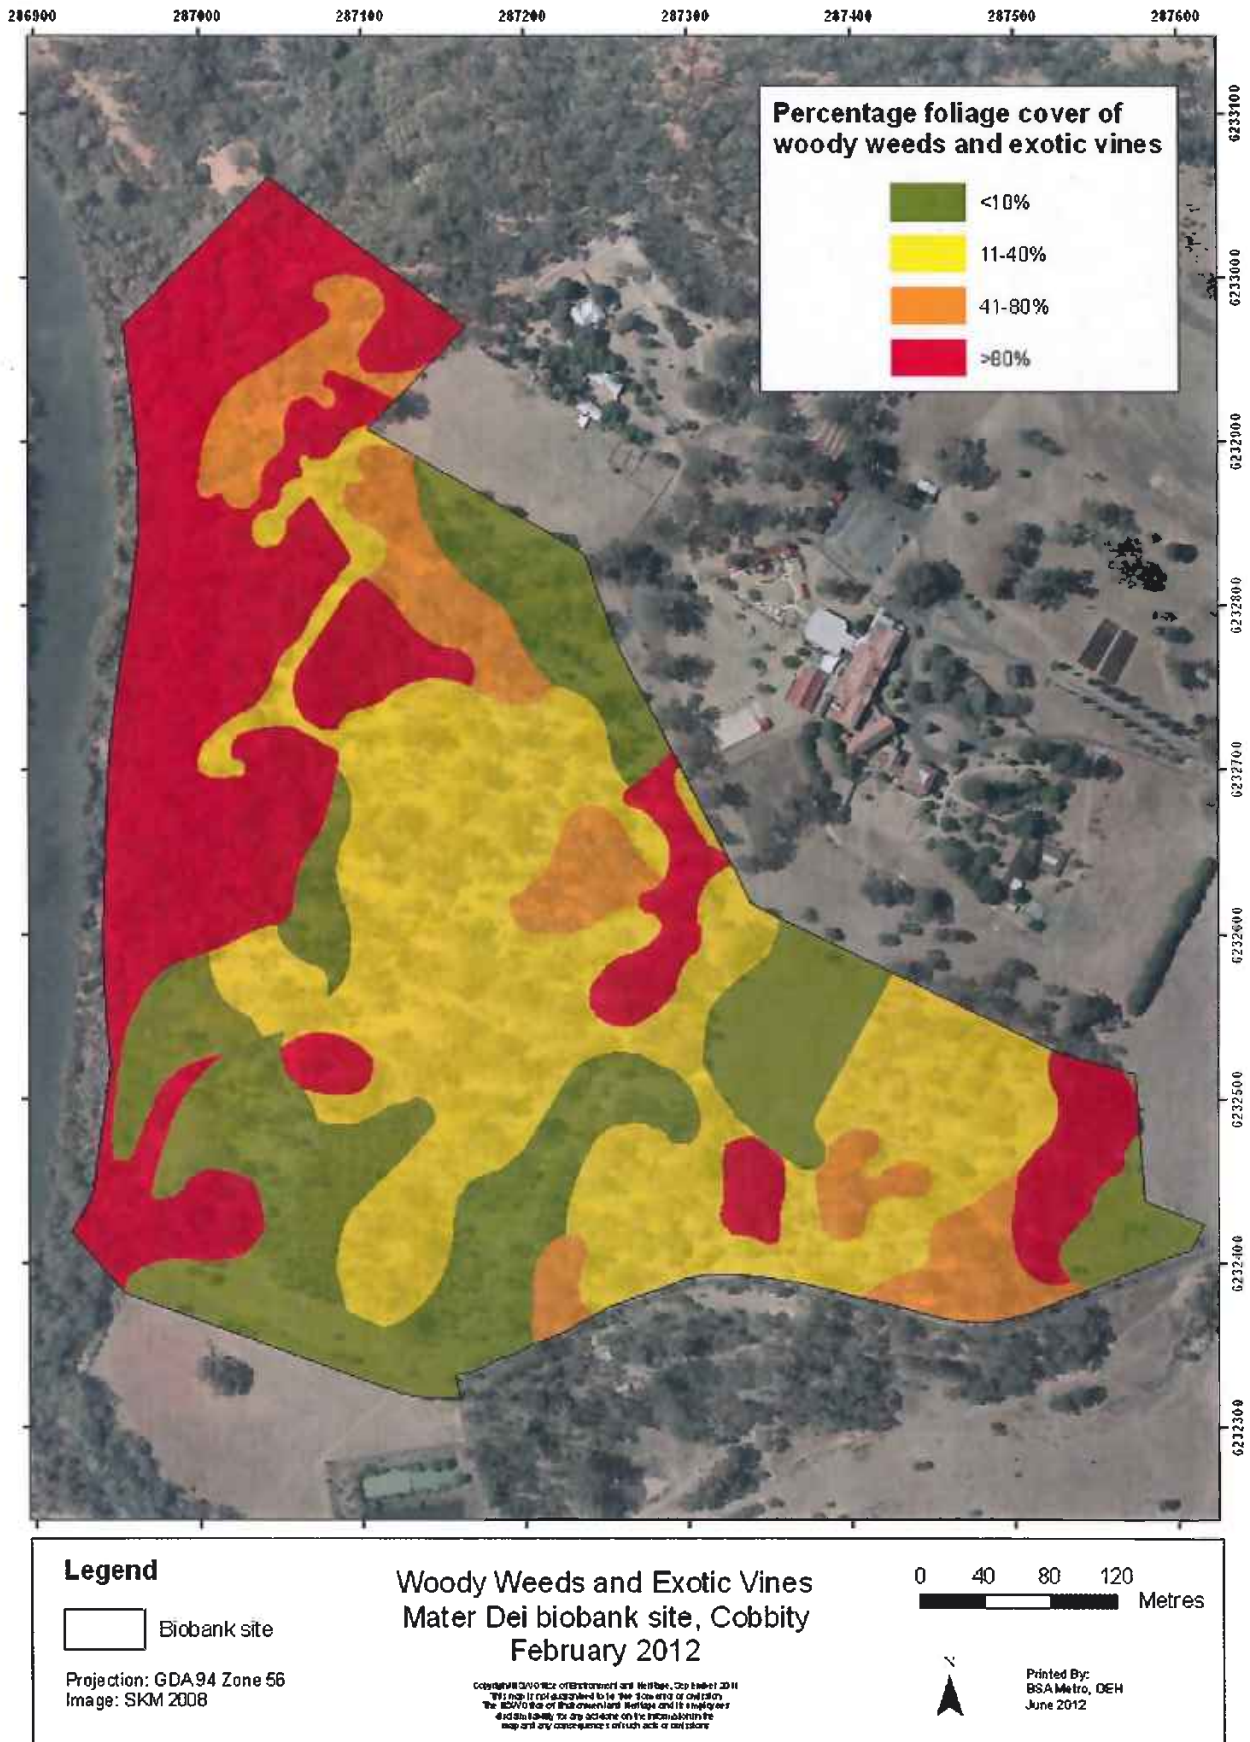 286900 287000 287100 287200 287300 287400 287500 287600
Percentage foliage cover of
woody weeds and exotic vines
<10%
11-40%
41-80%
>80%
6233100
6233000
6232900
6232800
6232700
6232600
6232500
6232400
6232300
Legend
Biobank site
Projection: GDA94 Zone 56
Image: SKM 2008
Woody Weeds and Exotic Vines
Mater Dei biobank site, Cobbity
February 2012
0 40 80 120
Metres
N
Printed By:
BSA Metro, OEH
June 2012